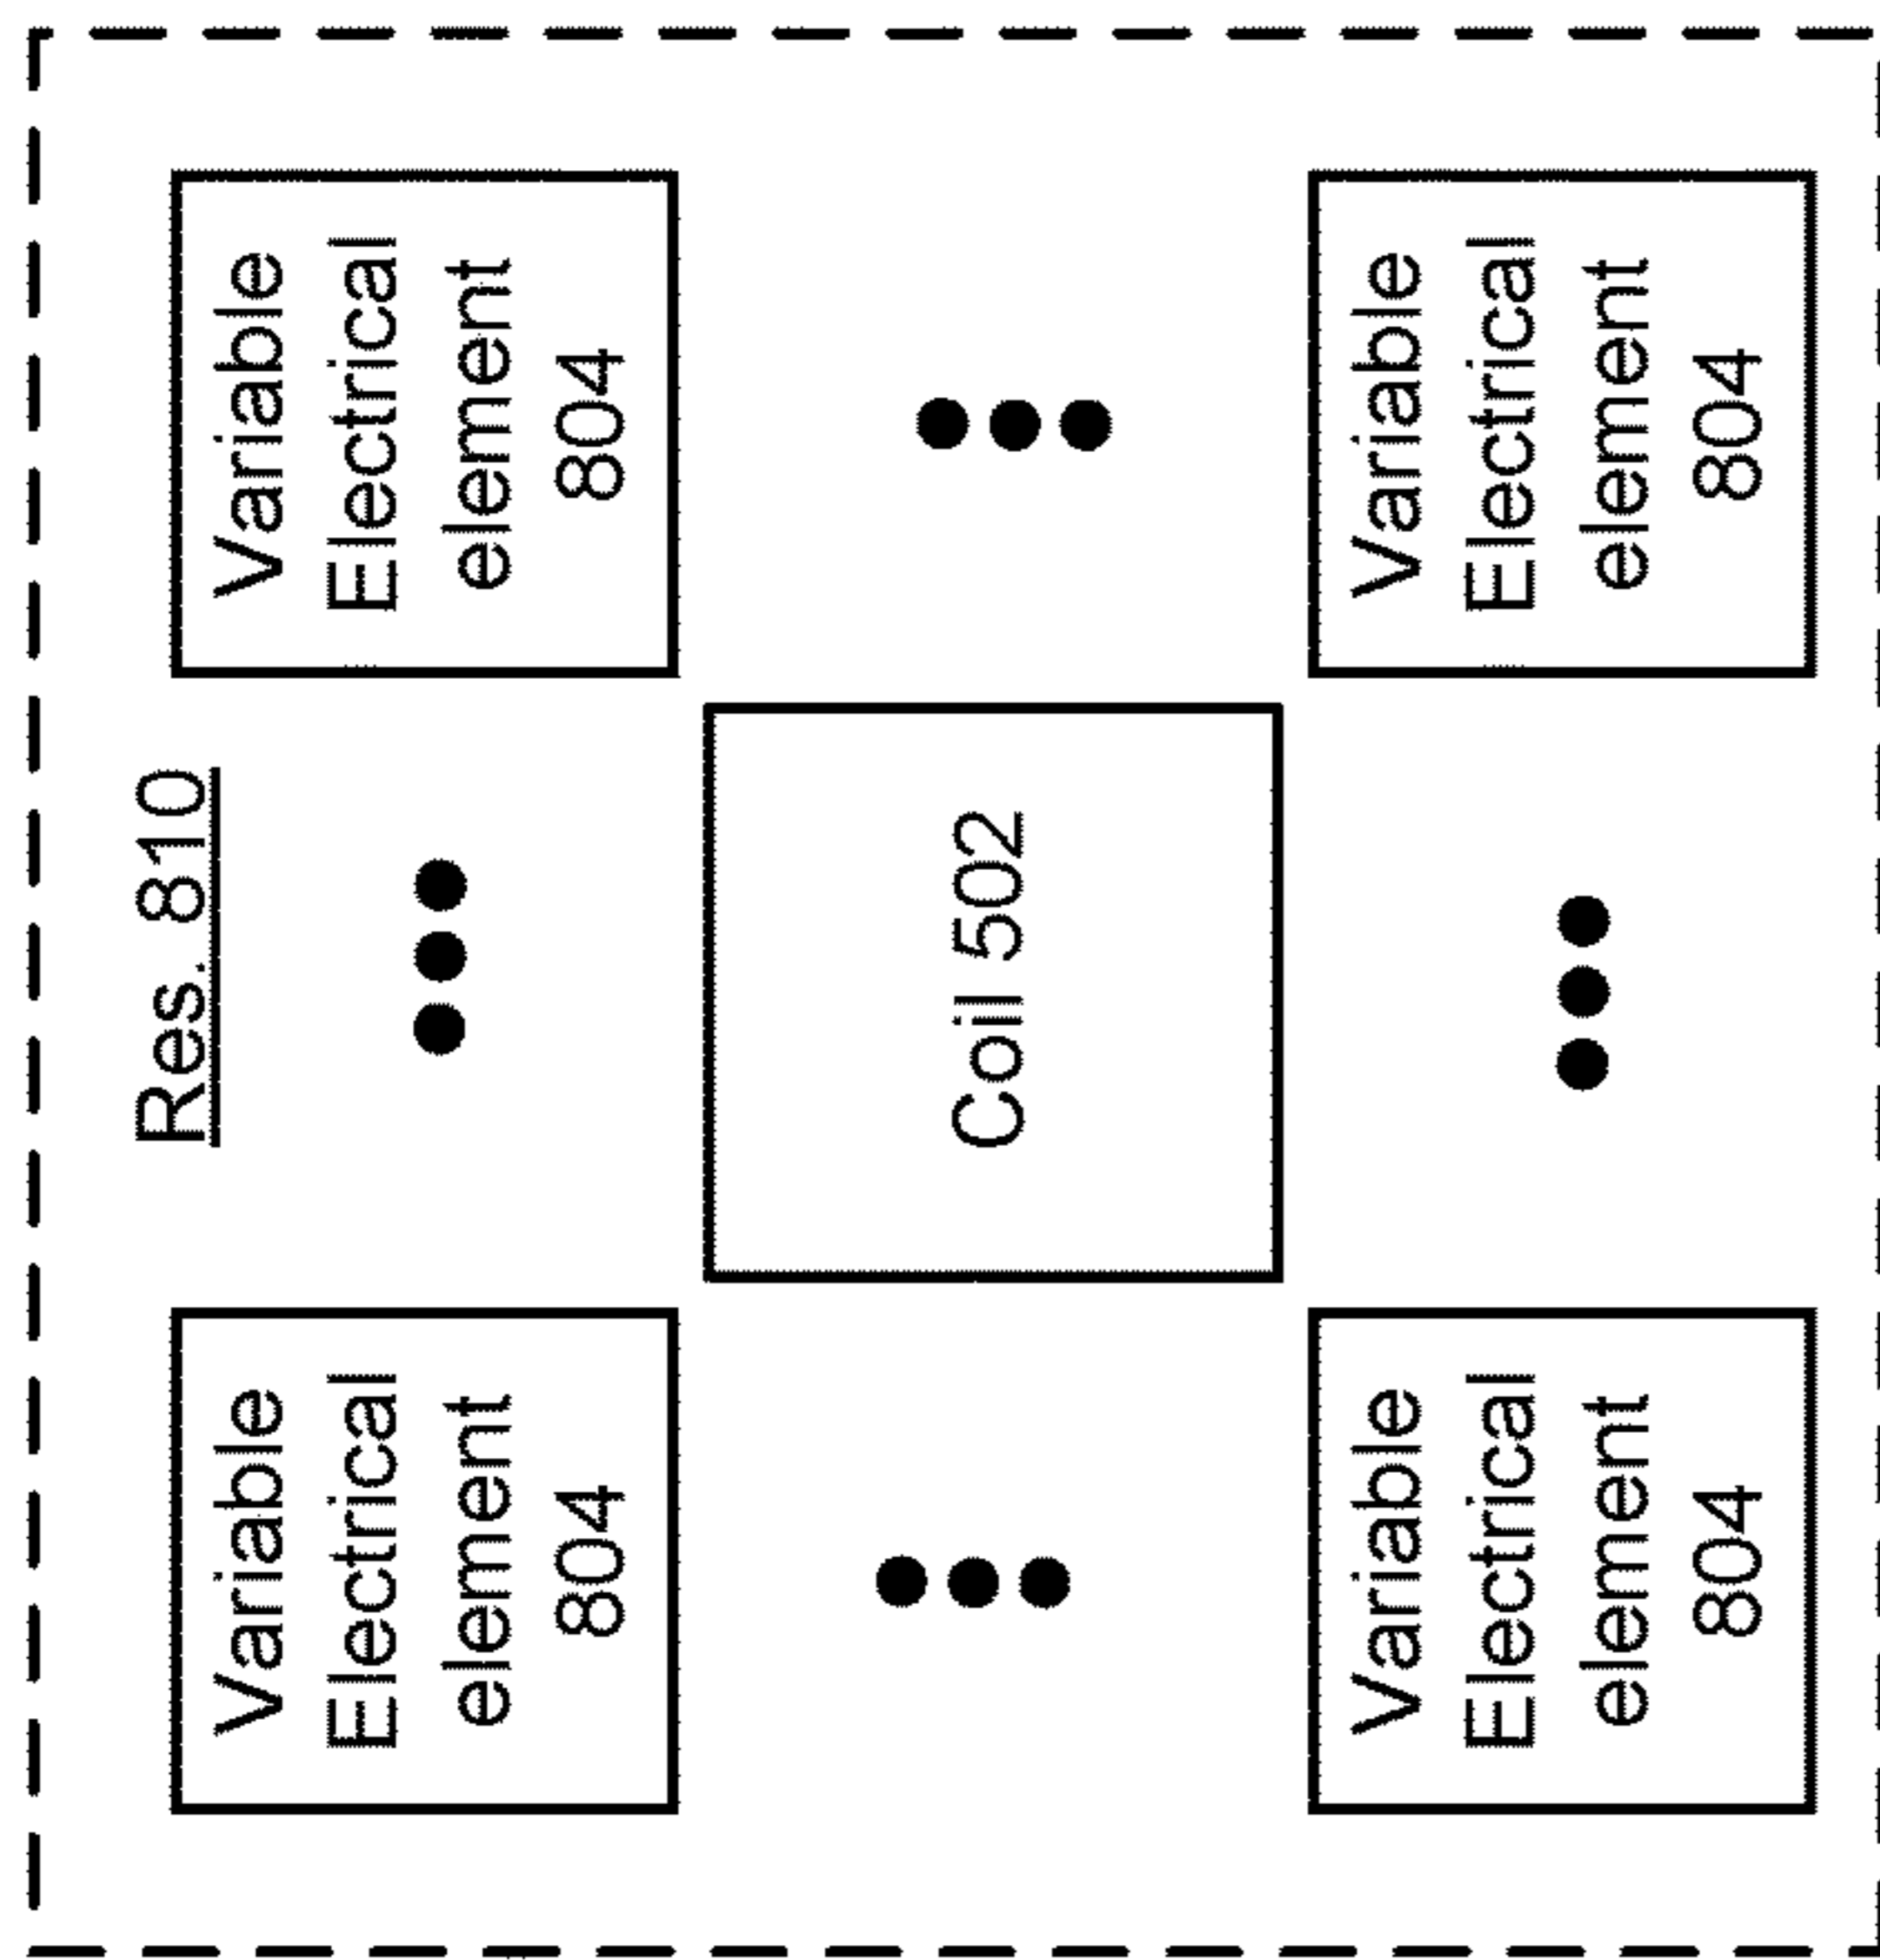 Res. 810
Variable
Electrical
element
804
Variable
Electrical
element
804
Coil 502
Variable
Electrical
element
804
Variable
Electrical
element
804